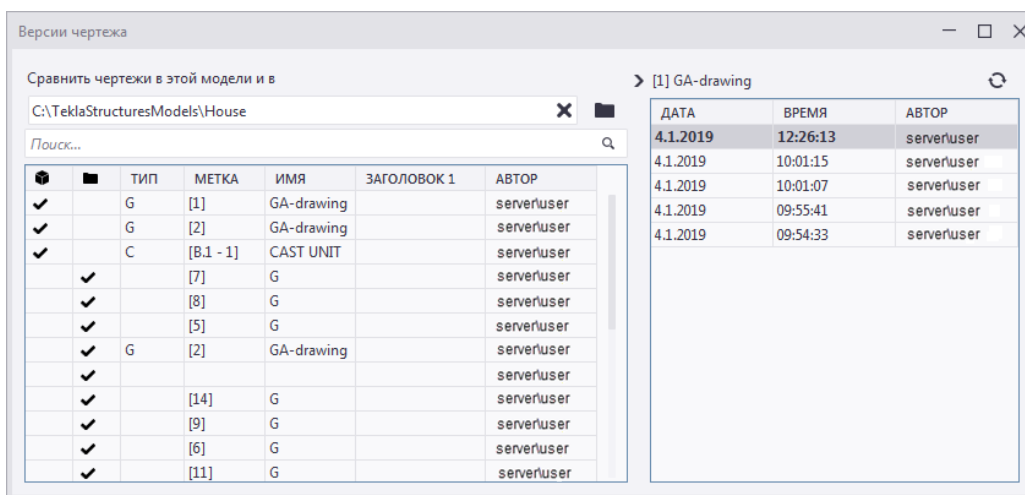 Версии чертежа
Сравнить чертежи в этой модели и в
C:\TeklaStructuresModels\House
Поиск...
ТИП МЕТКА ИМЯ ЗАГОЛОВОК 1 АВТОР
G [1] GA-drawing server\user
G [2] GA-drawing server\user
C [B.1 - 1] CAST UNIT server\user
[7] G server\user
[8] G server\user
[5] G server\user
G [2] GA-drawing server\user
server\user
[14] G server\user
[9] G server\user
[6] G server\user
[11] G server\user
[1] GA-drawing
ДАТА ВРЕМЯ АВТОР
4.1.2019 12:26:13 server\user
4.1.2019 10:01:15 server\user
4.1.2019 10:01:07 server\user
4.1.2019 09:55:41 server\user
4.1.2019 09:54:33 server\user